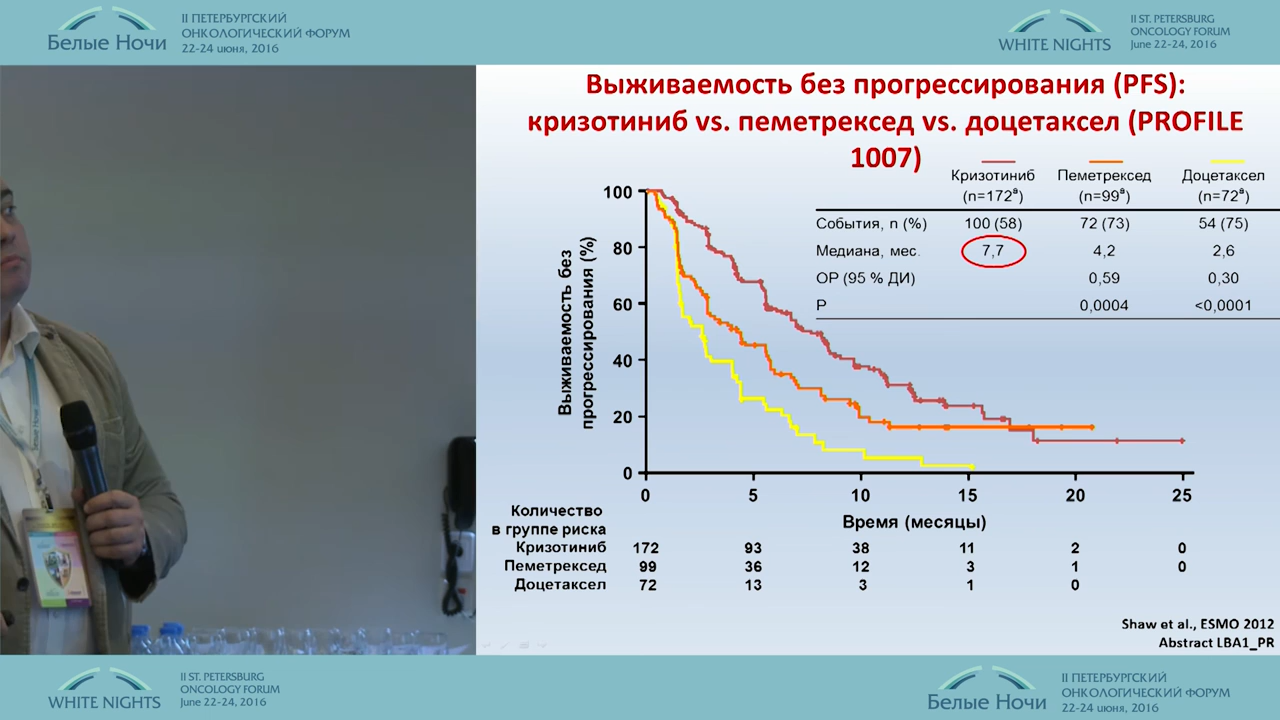 II ПЕТЕРБУРГСКИЙ
ОНКОЛОГИЧЕСКИЙ ФОРУМ
22-24 июня, 2016
Белые Ночи
WHITE NIGHTS
II ST. PETERSBURG
ONCOLOGY FORUM
June 22-24, 2016
Выживаемость без прогрессирования (PFS):
кризотиниб vs. пеметрексед vs. доцетаксел (PROFILE
1007)
Кризотиниб Пеметрексед Доцетаксел
(n=172ª) (n=99ª) (n=72ª)
События, n (%) 100 (58) 72 (73) 54 (75)
Медиана, мес. 7,7 4,2 2,6
ОР (95 % ДИ) 0,59 0,30
P 0,0004 <0,0001
Выживаемость без
прогрессирования (%)
100
80
60
40
20
0
0 5 10 15 20 25
Время (месяцы)
Количество
в группе риска
Кризотиниб 172 93 38 11 2 0
Пеметрексед 99 36 12 3 1 0
Доцетаксел 72 13 3 1 0
Shaw et al., ESMO 2012
Abstract LBA1_PR
WHITE NIGHTS
II ST. PETERSBURG
ONCOLOGY FORUM
June 22-24, 2016
Белые Ночи
II ПЕТЕРБУРГСКИЙ
ОНКОЛОГИЧЕСКИЙ ФОРУМ
22-24 июня, 2016